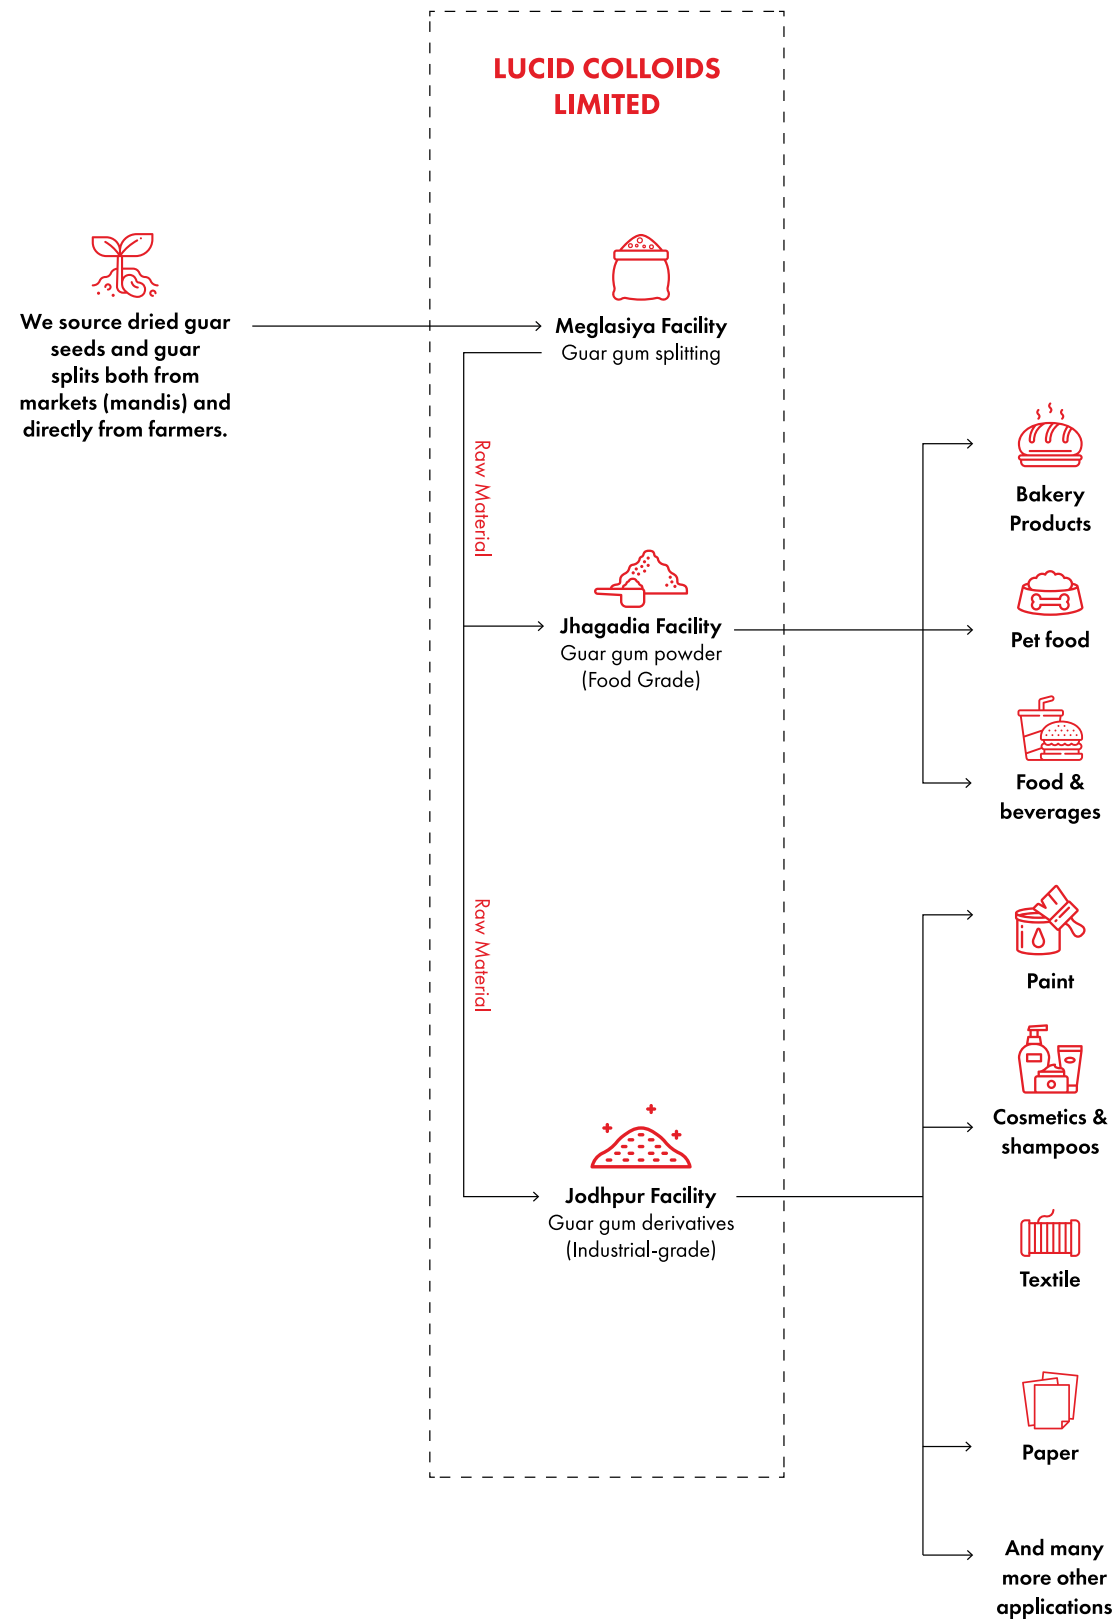 LUCID COLLOIDS
LIMITED
We source dried guar
seeds and guar
splits both from
markets (mandis) and
directly from farmers.
Meglasiya Facility
Guar gum splitting
Raw Material
Jhagadia Facility
Guar gum powder
(Food Grade)
Bakery
Products
Pet food
Food &
beverages
Raw Material
Jodhpur Facility
Guar gum derivatives
(Industrial-grade)
Paint
Cosmetics &
shampoos
Textile
Paper
And many
more other
applications